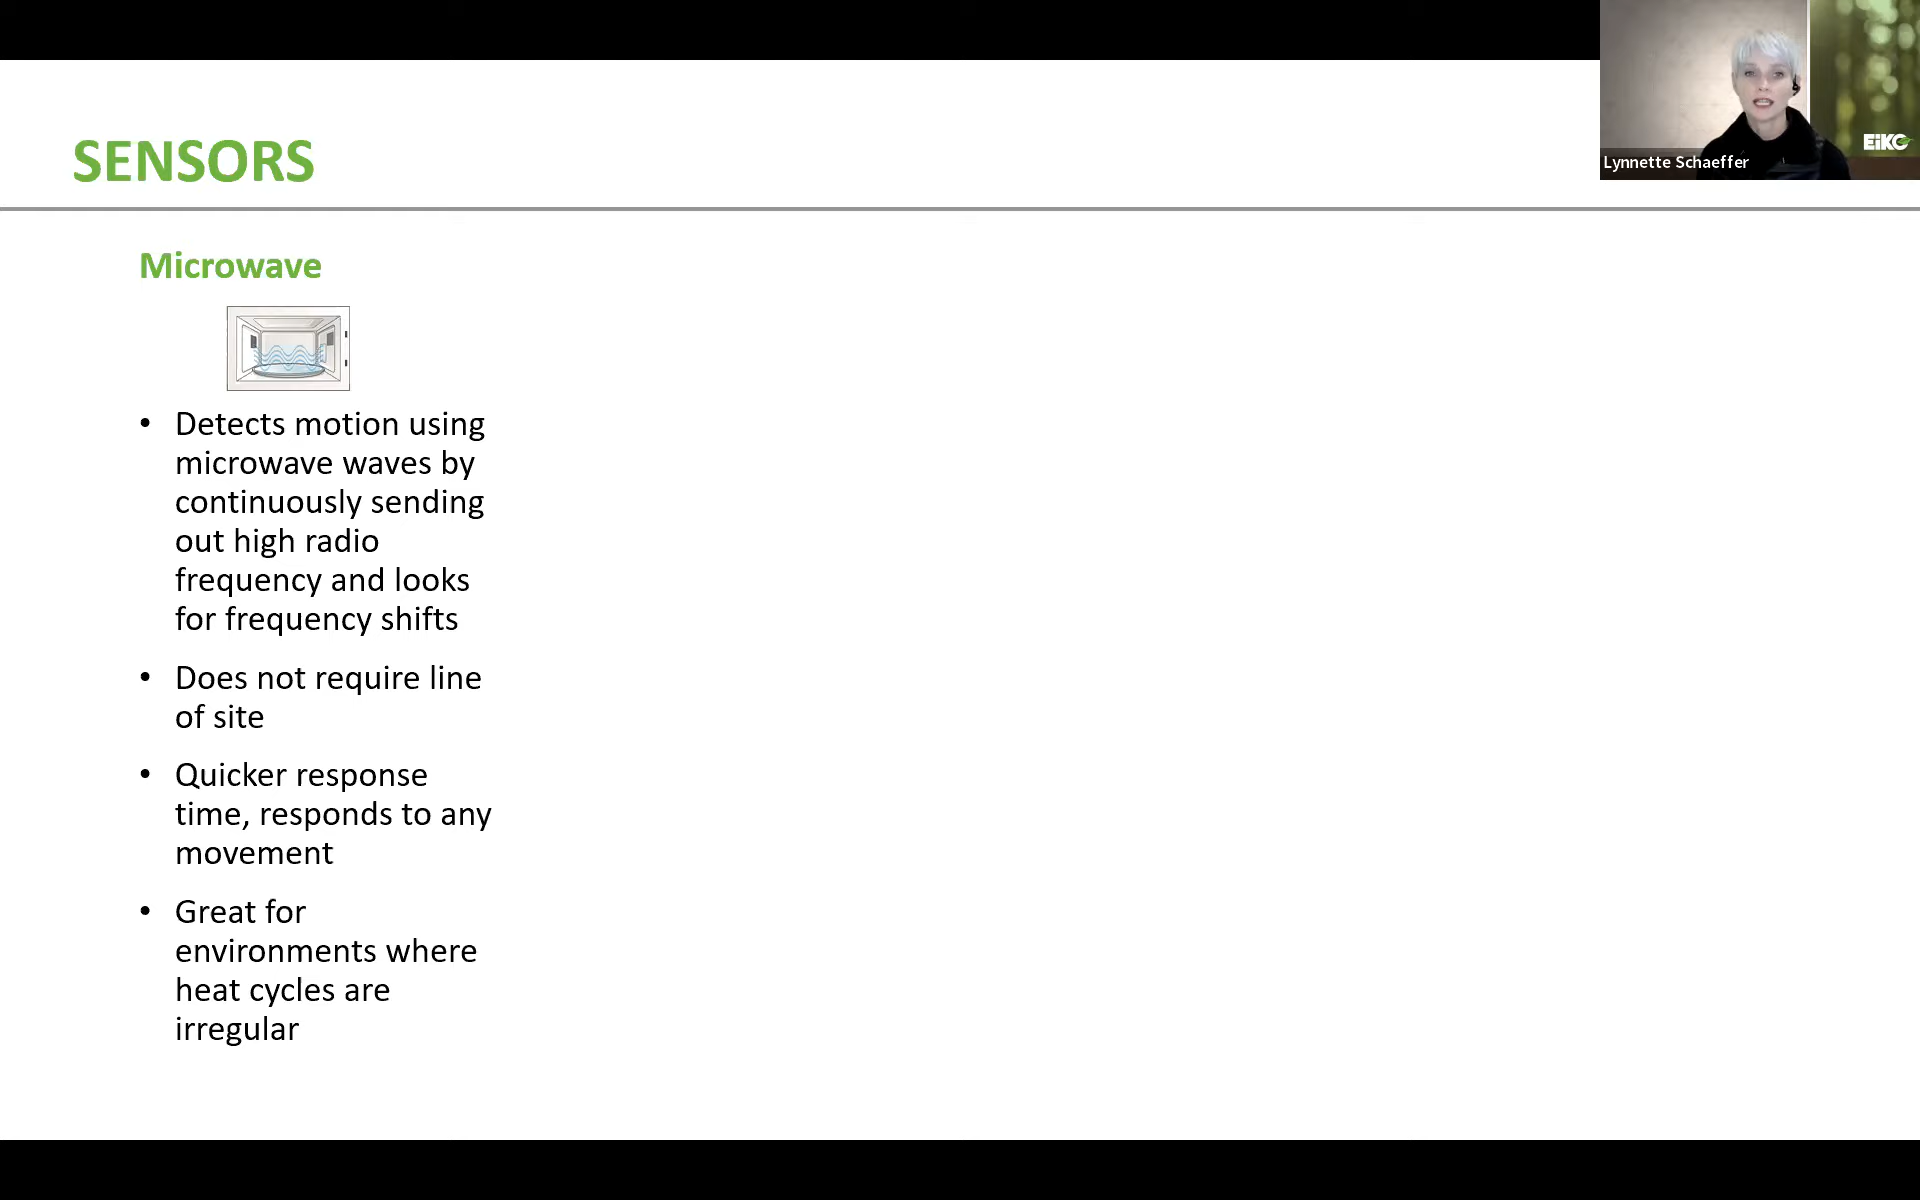 SENSORS
EiKO
Lynnette Schaeffer
Microwave
• Detects motion using
microwave waves by
continuously sending
out high radio
frequency and looks
for frequency shifts
• Does not require line
of site
• Quicker response
time, responds to any
movement
• Great for
environments where
heat cycles are
irregular